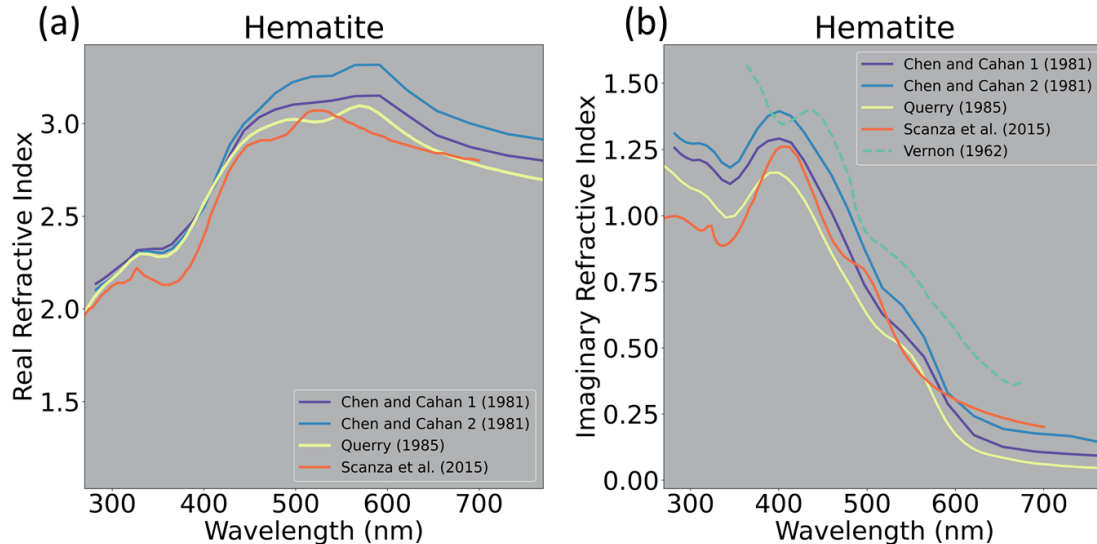 (a)
Hematite
Real Refractive Index
3.0
2.5
2.0
1.5
Chen and Cahan 1 (1981)
Chen and Cahan 2 (1981)
Querry (1985)
Scanza et al. (2015)
300 400 500 600 700
Wavelength (nm)
(b)
Hematite
Imaginary Refractive Index
1.50
1.25
1.00
0.75
0.50
0.25
0.00
Chen and Cahan 1 (1981)
Chen and Cahan 2 (1981)
Querry (1985)
Scanza et al. (2015)
Vernon (1962)
300 400 500 600 700
Wavelength (nm)